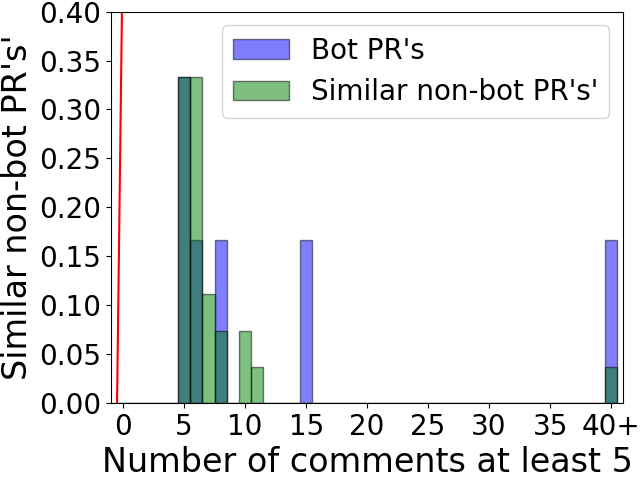 0.40
0.35
0.30
0.25
0.20
0.15
0.10
0.05
0.00
Similar non-bot PR's'
Bot PR's
Similar non-bot PR's'
0 5 10 15 20 25 30 35 40+
Number of comments at least 5